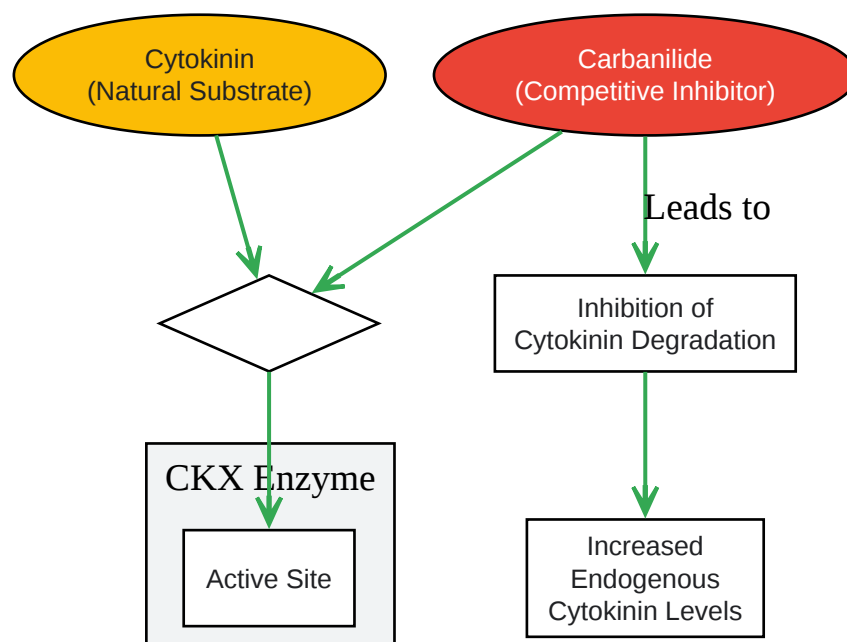 Cytokinin
(Natural Substrate)
Carbanilide
(Competitive Inhibitor)
Leads to
Inhibition of
Cytokinin Degradation
CKX Enzyme
Active Site
Increased
Endogenous
Cytokinin Levels